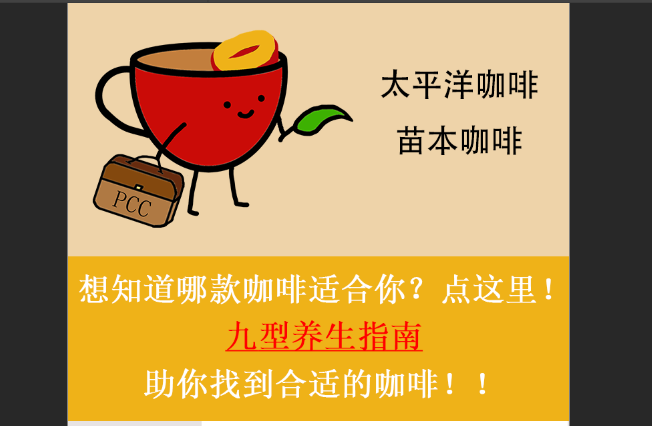 太平洋咖啡
苗本咖啡
PCC
想知道哪款咖啡适合你？点这里！
九型养生指南
助你找到合适的咖啡！！